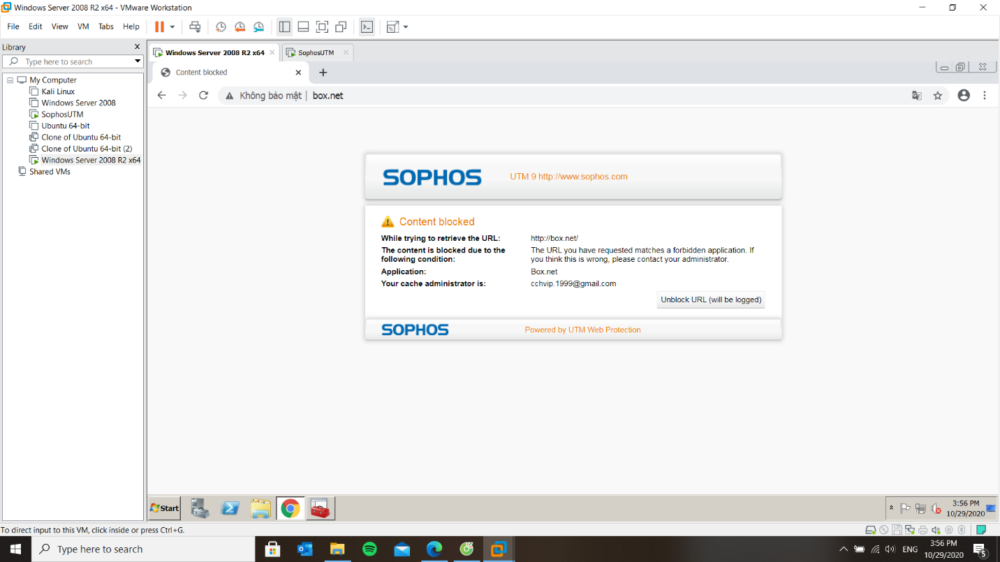 Windows Server 2008 R2 x64 - VMware Workstation
File Edit View VM Tabs Help
Library
Type here to search
My Computer
Kali Linux
Windows Server 2008
SophosUTM
Ubuntu 64-bit
Clone of Ubuntu 64-bit
Clone of Ubuntu 64-bit (2)
Windows Server 2008 R2 x64
Shared VMs
Windows Server 2008 R2 x64
SophosUTM
Content blocked
Không bảo mật | box.net
SOPHOS UTM 9 http://www.sophos.com
Content blocked
While trying to retrieve the URL: http://box.net/
The content is blocked due to the following condition: The URL you have requested matches a forbidden application. If
you think this is wrong, please contact your administrator.
Application: Box.net
Your cache administrator is: cchvip.1999@gmail.com
Unblock URL (will be logged)
SOPHOS Powered by UTM Web Protection
Start
3:56 PM
10/29/2020
To direct input to this VM, click inside or press Ctrl+G.
Type here to search
ENG
3:56 PM
10/29/2020
5